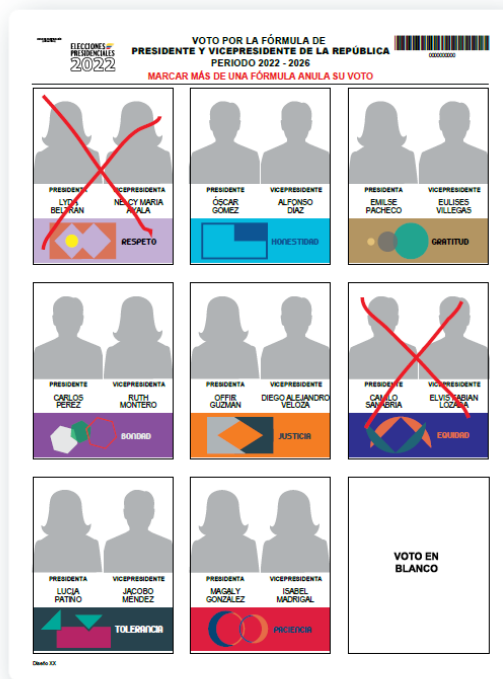 ELECCIONES
PRESIDENCIALES
2022
VOTO POR LA FÓRMULA DE
PRESIDENTE Y VICEPRESIDENTE DE LA REPÚBLICA
PERIODO 2022 - 2026
MARCAR MÁS DE UNA FÓRMULA ANULA SU VOTO
0000000000
PRESIDENTA VICEPRESIDENTA
LYDA NELCY MARIA
BELTRAN AYALA
RESPETO
PRESIDENTE VICEPRESIDENTE
ÓSCAR ALFONSO
GOMEZ DIAZ
HONESTIDAD
PRESIDENTA VICEPRESIDENTE
EMILSE EULISES
PACHECO VILLEGAS
GRATITUD
PRESIDENTE VICEPRESIDENTA
CARLOS RUTH
PEREZ MONTERO
BONDAD
PRESIDENTA VICEPRESIDENTE
OFFIR DIEGO ALEJANDRO
GUZMAN VELOZA
JUSTICIA
PRESIDENTE VICEPRESIDENTE
CAMILO ELVIS FABIAN
SANABRIA LOZADA
EQUIDAD
PRESIDENTA VICEPRESIDENTE
LUCIA JACOBO
PATIÑO MÉNDEZ
TOLERANCIA
PRESIDENTA VICEPRESIDENTA
MAGALY ISABEL
GONZALEZ MADRIGAL
PACIENCIA
VOTO EN
BLANCO
Diseño XX